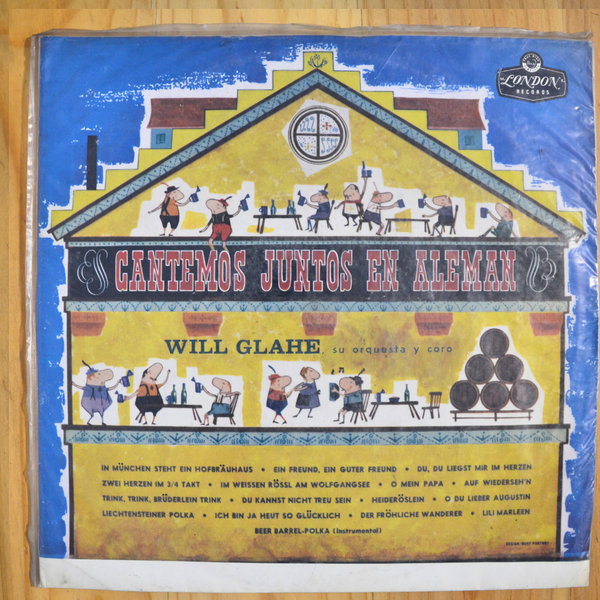 LONDON
RECORDS
CANTEMOS JUNTOS EN ALEMAN
WILL GLAHE, su orquesta y coro
IN MÜNCHEN STEHT EIN HOFBRÄUHAUS • EIN FREUND, EIN GUTER FREUND • DU, DU LIEGST MIR IM HERZEN
ZWEI HERZEN IM 3/4 TAKT • IM WEISSEN RÖSSL AM WOLFGANGSEE • O MEIN PAPA • AUF WIEDERSEH'N
TRINK, TRINK, BRÜDERLEIN TRINK • DU KANNST NICHT TREU SEIN • HEIDERÖSLEIN • O DU LIEBER AUGUSTIN
LIECHTENSTEINER POLKA • ICH BIN JA HEUT SO GLÜCKLICH • DER FRÖHLICHE WANDERER • LILI MARLEEN
BEER BARREL-POLKA (Instrumental)